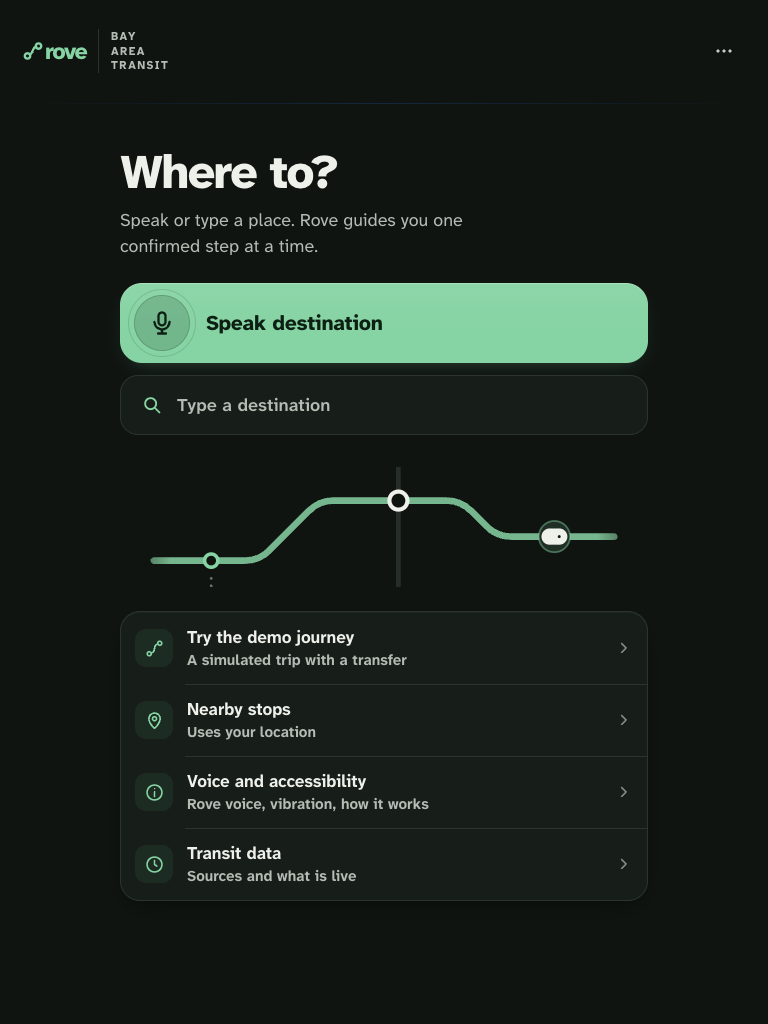 rove
BAY
AREA
TRANSIT
Where to?
Speak or type a place. Rove guides you one
confirmed step at a time.
Speak destination
Type a destination
Try the demo journey
A simulated trip with a transfer
Nearby stops
Uses your location
Voice and accessibility
Rove voice, vibration, how it works
Transit data
Sources and what is live